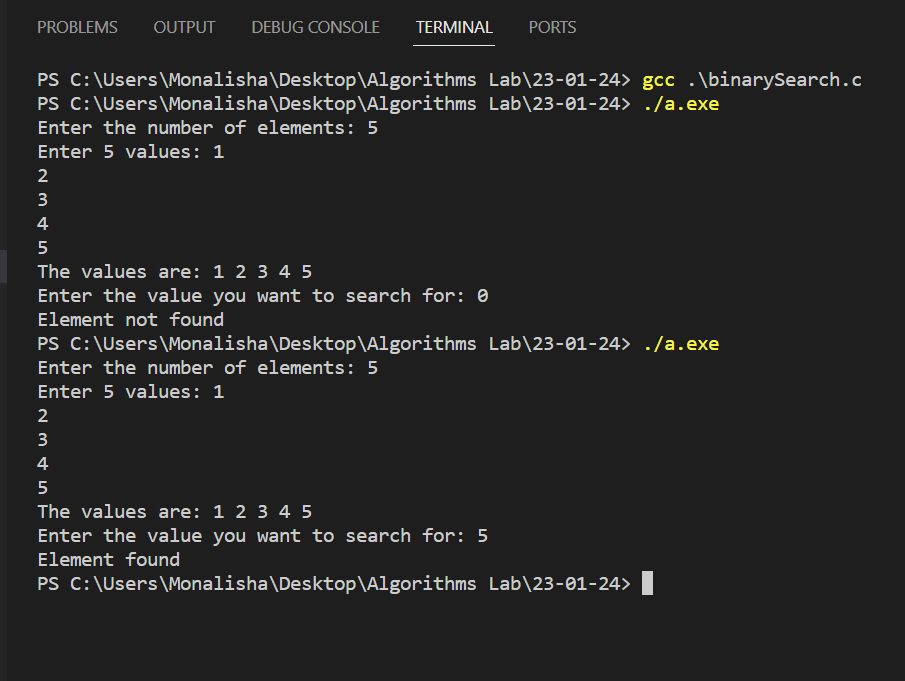 PROBLEMS OUTPUT DEBUG CONSOLE TERMINAL PORTS
PS C:\Users\Monalisha\Desktop\Algorithms Lab\23-01-24> gcc .\binarySearch.c
PS C:\Users\Monalisha\Desktop\Algorithms Lab\23-01-24> ./a.exe
Enter the number of elements: 5
Enter 5 values: 1
2
3
4
5
The values are: 1 2 3 4 5
Enter the value you want to search for: 0
Element not found
PS C:\Users\Monalisha\Desktop\Algorithms Lab\23-01-24> ./a.exe
Enter the number of elements: 5
Enter 5 values: 1
2
3
4
5
The values are: 1 2 3 4 5
Enter the value you want to search for: 5
Element found
PS C:\Users\Monalisha\Desktop\Algorithms Lab\23-01-24>